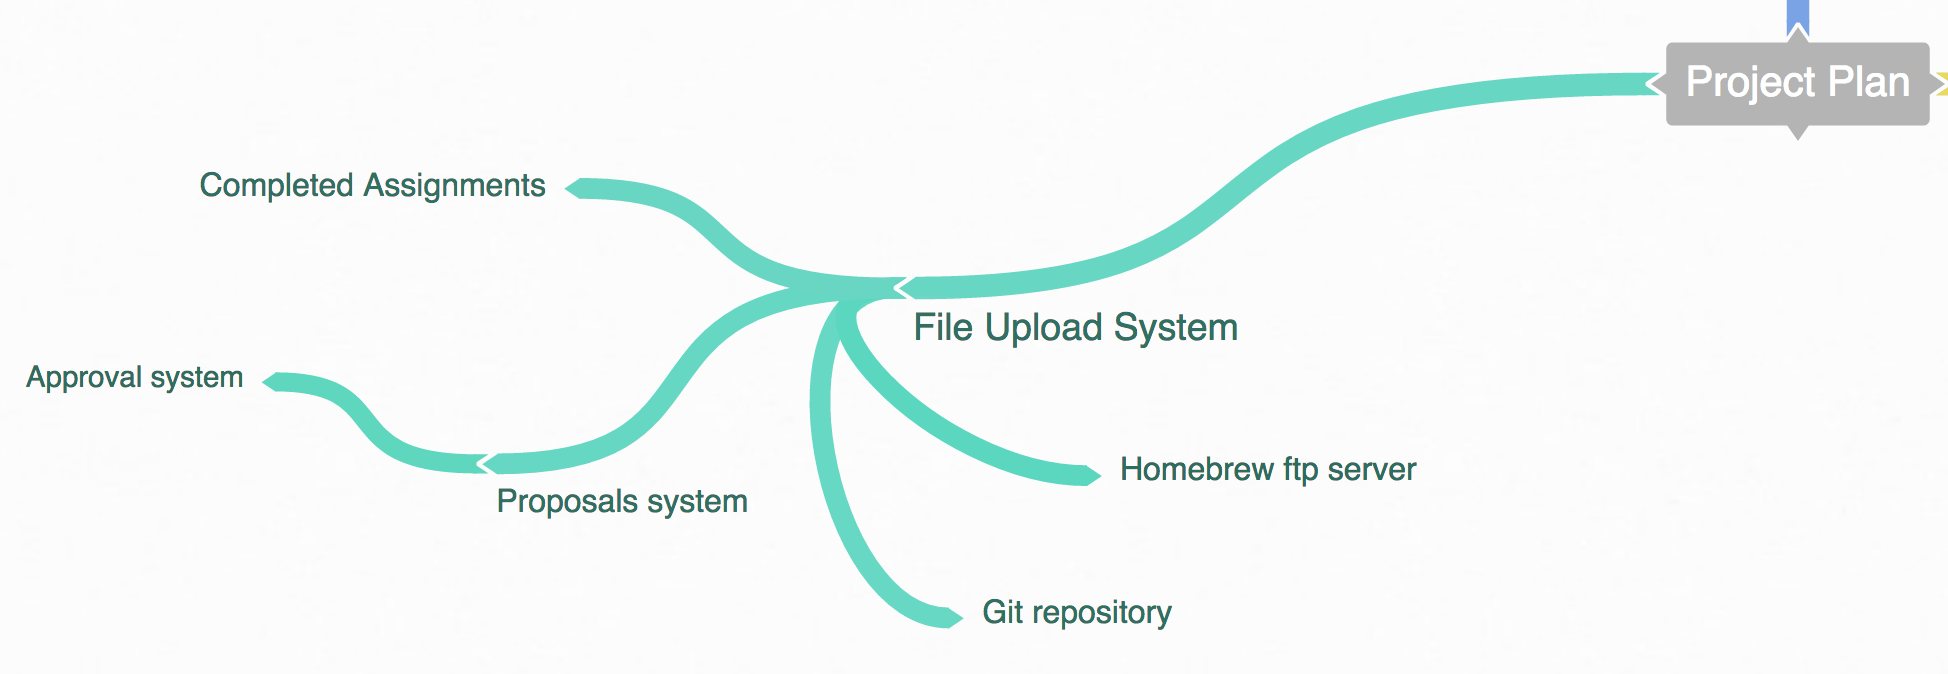 Project Plan
Completed Assignments
File Upload System
Approval system
Proposals system
Homebrew ftp server
Git repository